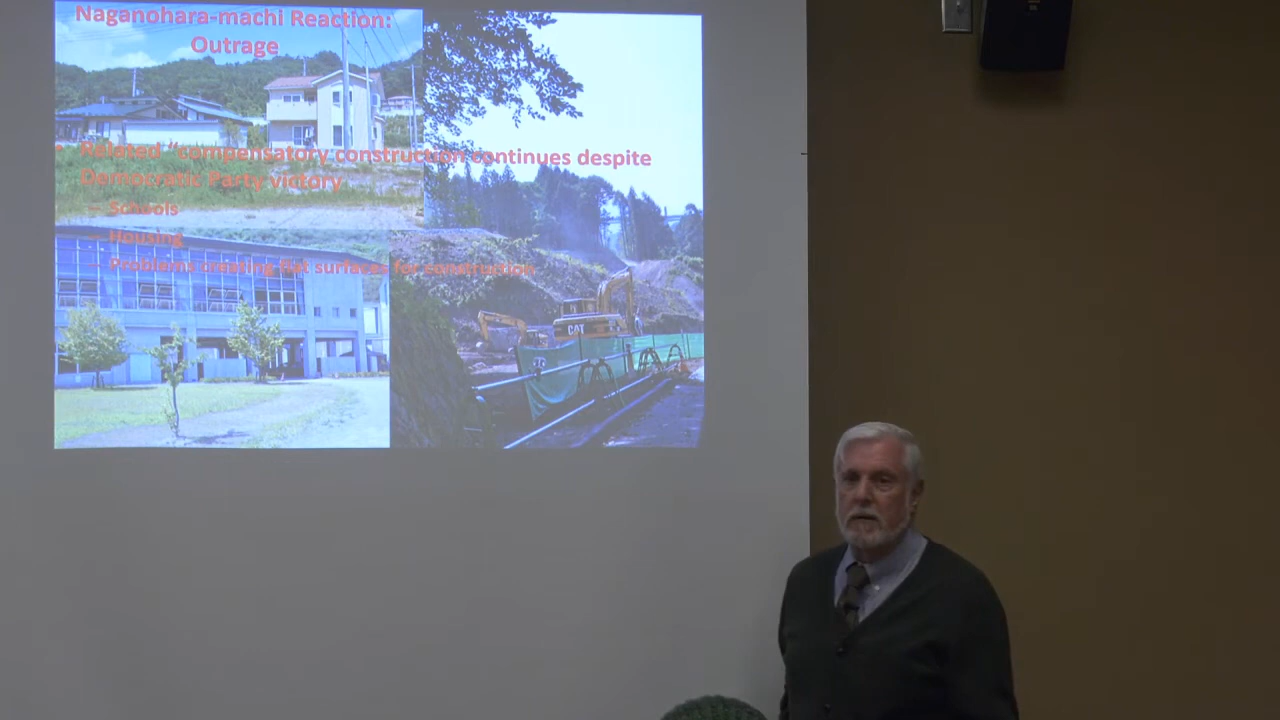 Naganohara-machi Reaction:
Outrage
• Related “compensatory construction continues despite
Democratic Party victory
– Schools
– Housing
– Problems creating flat surfaces for construction
CAT